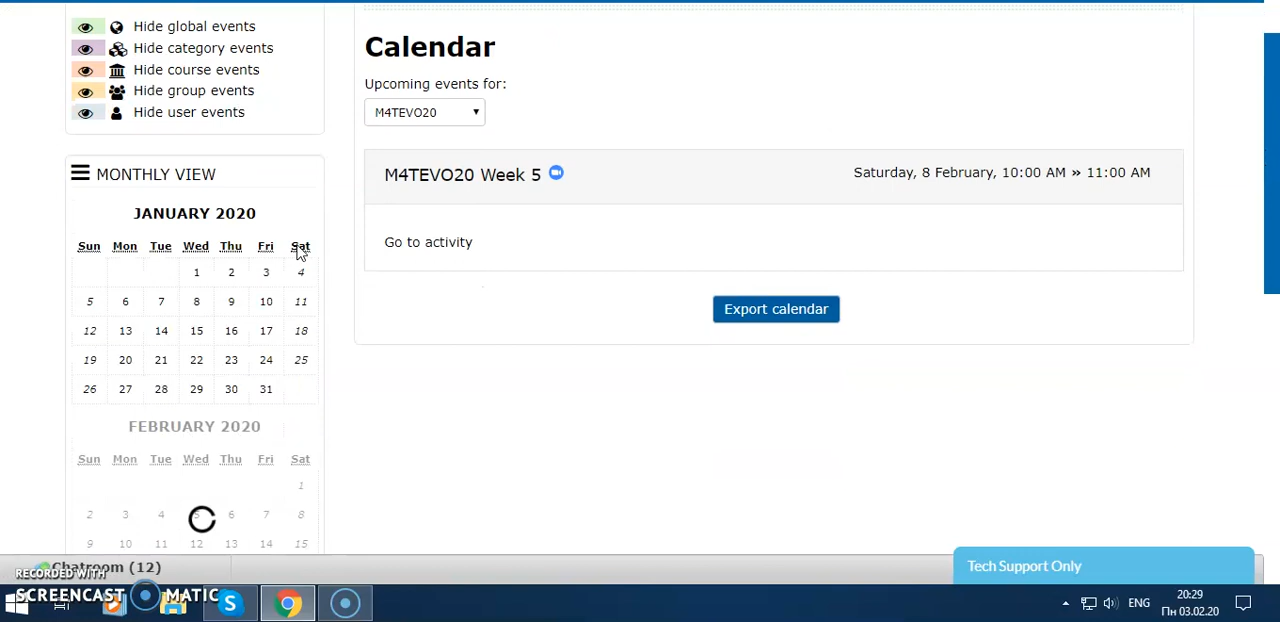 Hide global events
Hide category events
Hide course events
Hide group events
Hide user events
MONTHLY VIEW
JANUARY 2020
Sun Mon Tue Wed Thu Fri Sat
1 2 3 4
5 6 7 8 9 10 11
12 13 14 15 16 17 18
19 20 21 22 23 24 25
26 27 28 29 30 31
FEBRUARY 2020
Sun Mon Tue Wed Thu Fri Sat
1
2 3 4 5 6 7 8
9 10 11 12 13 14 15
Calendar
Upcoming events for:
M4TEVO20
M4TEVO20 Week 5
Saturday, 8 February, 10:00 AM » 11:00 AM
Go to activity
Export calendar
Chatroom (12)
Tech Support Only
RECORDED WITH
SCREENCAST MATIC
ENG
20:29
Пн 03.02.20